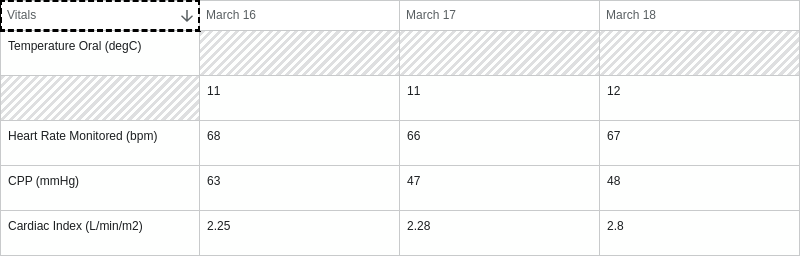 Vitals March 16 March 17 March 18
Temperature Oral (degC)
11 11 12
Heart Rate Monitored (bpm) 68 66 67
CPP (mmHg) 63 47 48
Cardiac Index (L/min/m2) 2.25 2.28 2.8